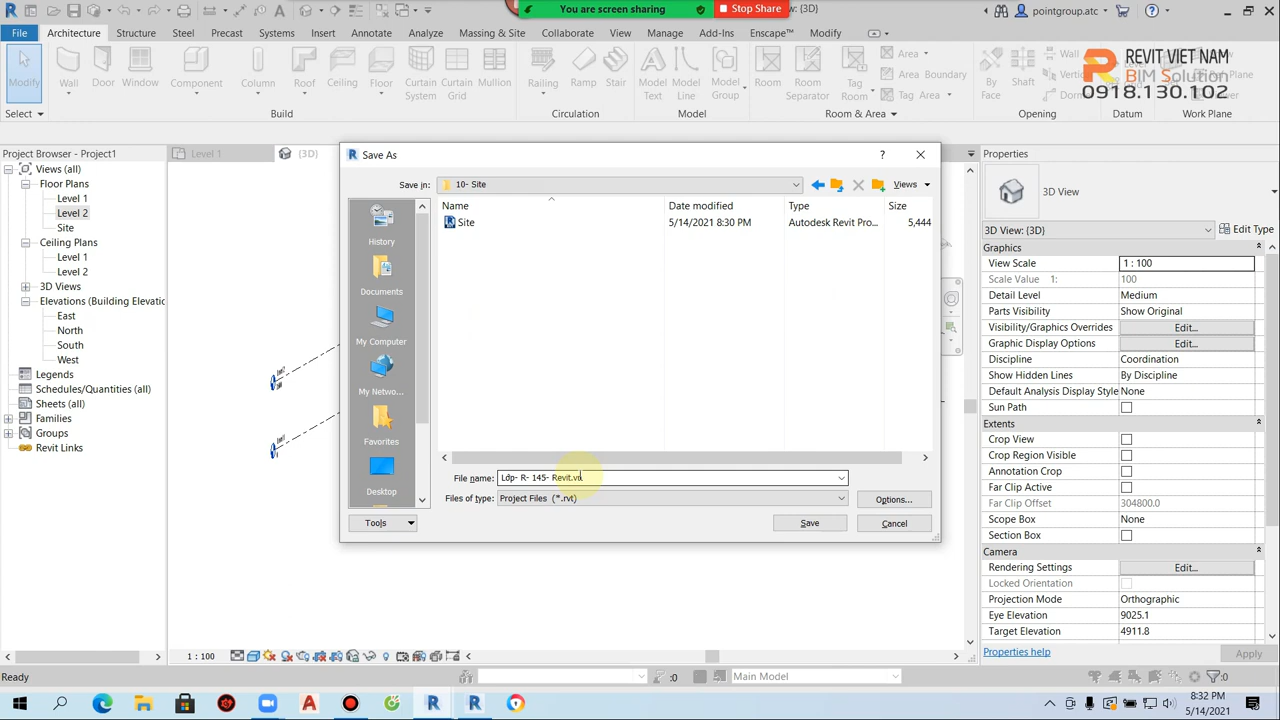 You are screen sharing
Stop Share
(3D)
pointgroup.atc
File
Architecture
Structure
Steel
Precast
Systems
Insert
Annotate
Analyze
Massing & Site
Collaborate
View
Manage
Add-Ins
Enscape™
Modify
Modify
Wall
Door
Window
Component
Column
Roof
Ceiling
Floor
Curtain System
Curtain Grid
Mullion
Railing
Ramp
Stair
Model Text
Model Line
Model Group
Room
Room Separator
Tag Room
Area
Area Boundary
Tag Area
By Face
Shaft
Wall
REVIT VIET NAM
BIM Solution
0918.130.102
Select
Build
Circulation
Model
Room & Area
Opening
Datum
Work Plane
Project Browser - Project1
Level 1
(3D)
Properties
Views (all)
Floor Plans
Level 1
Level 2
Site
Ceiling Plans
Level 1
Level 2
3D Views
Elevations (Building Elevatio
East
North
South
West
Legends
Schedules/Quantities (all)
Sheets (all)
Families
Groups
Revit Links
Save As
Save in:
10- Site
Views
Name
Date modified
Type
Size
Site
5/14/2021 8:30 PM
Autodesk Revit Pro...
5,444
History
Documents
My Computer
My Netwo...
Favorites
Desktop
File name:
Lớp- R- 145- Revit.vn
Files of type:
Project Files (*.rvt)
Options...
Tools
Save
Cancel
3D View
3D View: {3D}
Edit Type
Graphics
View Scale
1 : 100
Scale Value 1:
100
Detail Level
Medium
Parts Visibility
Show Original
Visibility/Graphics Overrides
Edit...
Graphic Display Options
Edit...
Discipline
Coordination
Show Hidden Lines
By Discipline
Default Analysis Display Style
None
Sun Path
Extents
Crop View
Crop Region Visible
Annotation Crop
Far Clip Active
Far Clip Offset
304800.0
Scope Box
None
Section Box
Camera
Rendering Settings
Edit...
Locked Orientation
Projection Mode
Orthographic
Eye Elevation
9025.1
Target Elevation
4911.8
Properties help
Apply
1 : 100
Ready
:0
Main Model
:0
8:32 PM
5/14/2021